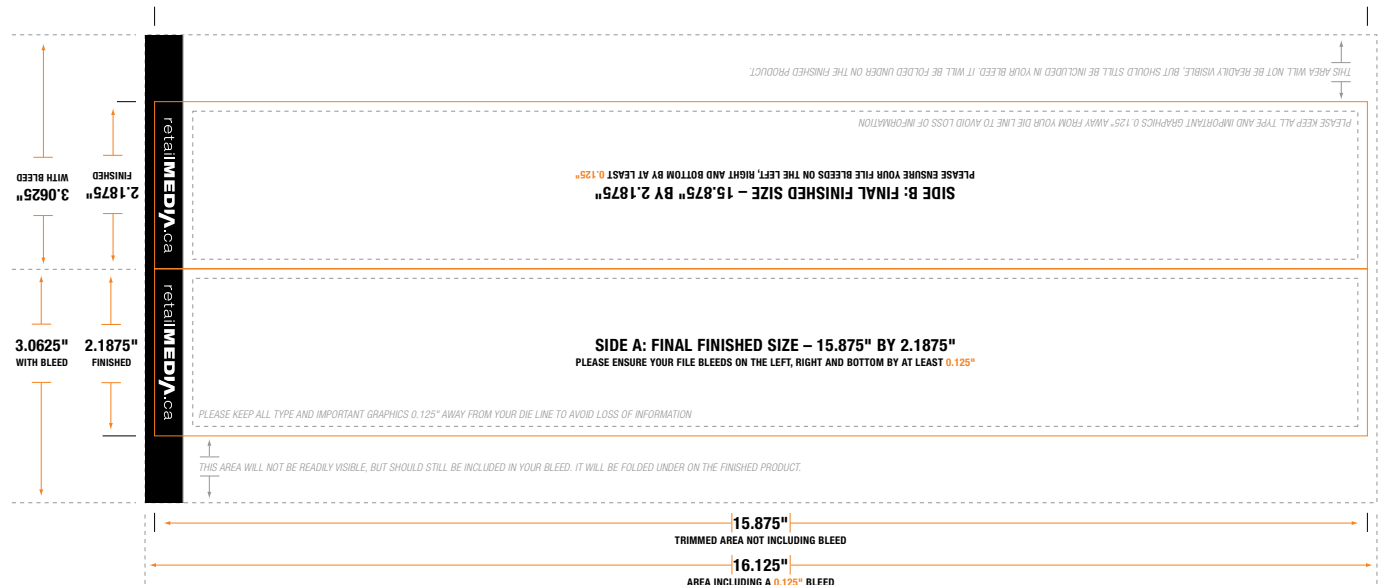 THIS AREA WILL NOT BE READILY VISIBLE, BUT SHOULD STILL BE INCLUDED IN YOUR BLEED. IT WILL BE FOLDED UNDER ON THE FINISHED PRODUCT.
PLEASE KEEP ALL TYPE AND IMPORTANT GRAPHICS 0.125" AWAY FROM YOUR DIE LINE TO AVOID LOSS OF INFORMATION
retailMEDIA.ca
3.0625"
WITH BLEED
2.1875"
FINISHED
SIDE B: FINAL FINISHED SIZE – 15.875" BY 2.1875"
PLEASE ENSURE YOUR FILE BLEEDS ON THE LEFT, RIGHT AND BOTTOM BY AT LEAST 0.125"
retailMEDIA.ca
3.0625"
WITH BLEED
2.1875"
FINISHED
SIDE A: FINAL FINISHED SIZE – 15.875" BY 2.1875"
PLEASE ENSURE YOUR FILE BLEEDS ON THE LEFT, RIGHT AND BOTTOM BY AT LEAST 0.125"
PLEASE KEEP ALL TYPE AND IMPORTANT GRAPHICS 0.125" AWAY FROM YOUR DIE LINE TO AVOID LOSS OF INFORMATION
THIS AREA WILL NOT BE READILY VISIBLE, BUT SHOULD STILL BE INCLUDED IN YOUR BLEED. IT WILL BE FOLDED UNDER ON THE FINISHED PRODUCT.
15.875"
TRIMMED AREA NOT INCLUDING BLEED
16.125"
AREA INCLUDING A 0.125" BLEED